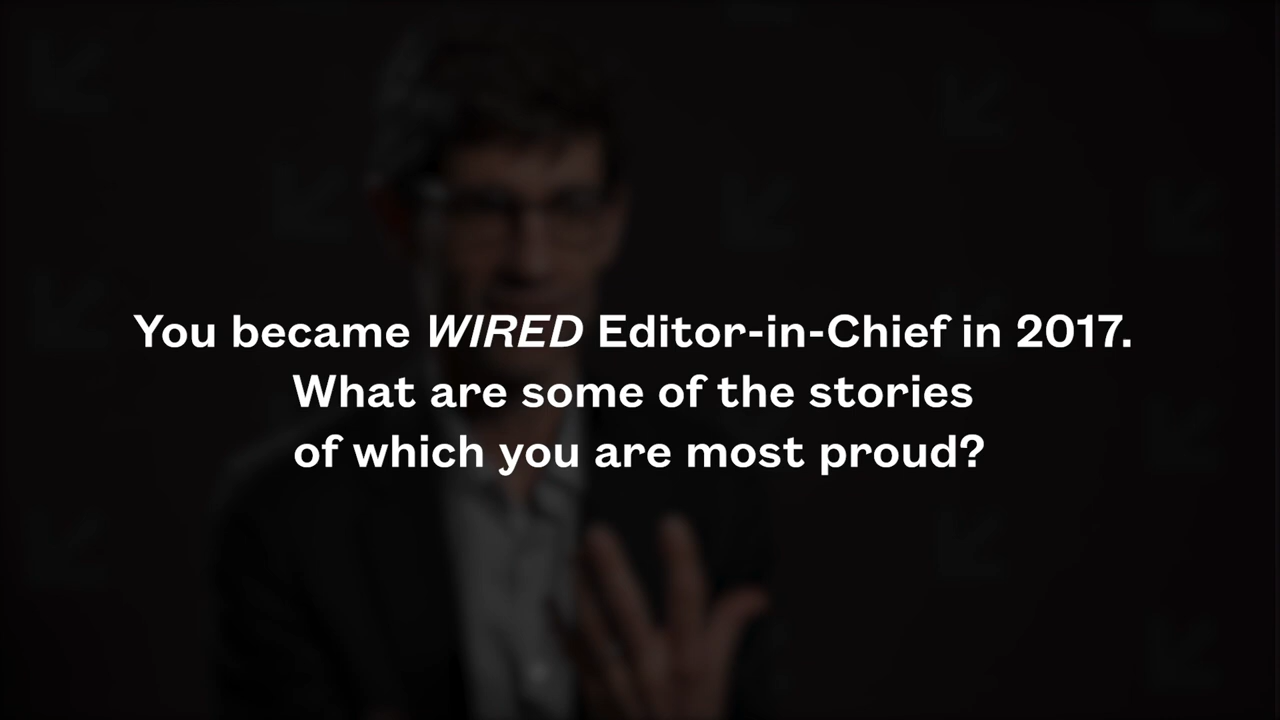 You became WIRED Editor-in-Chief in 2017.
What are some of the stories
of which you are most proud?